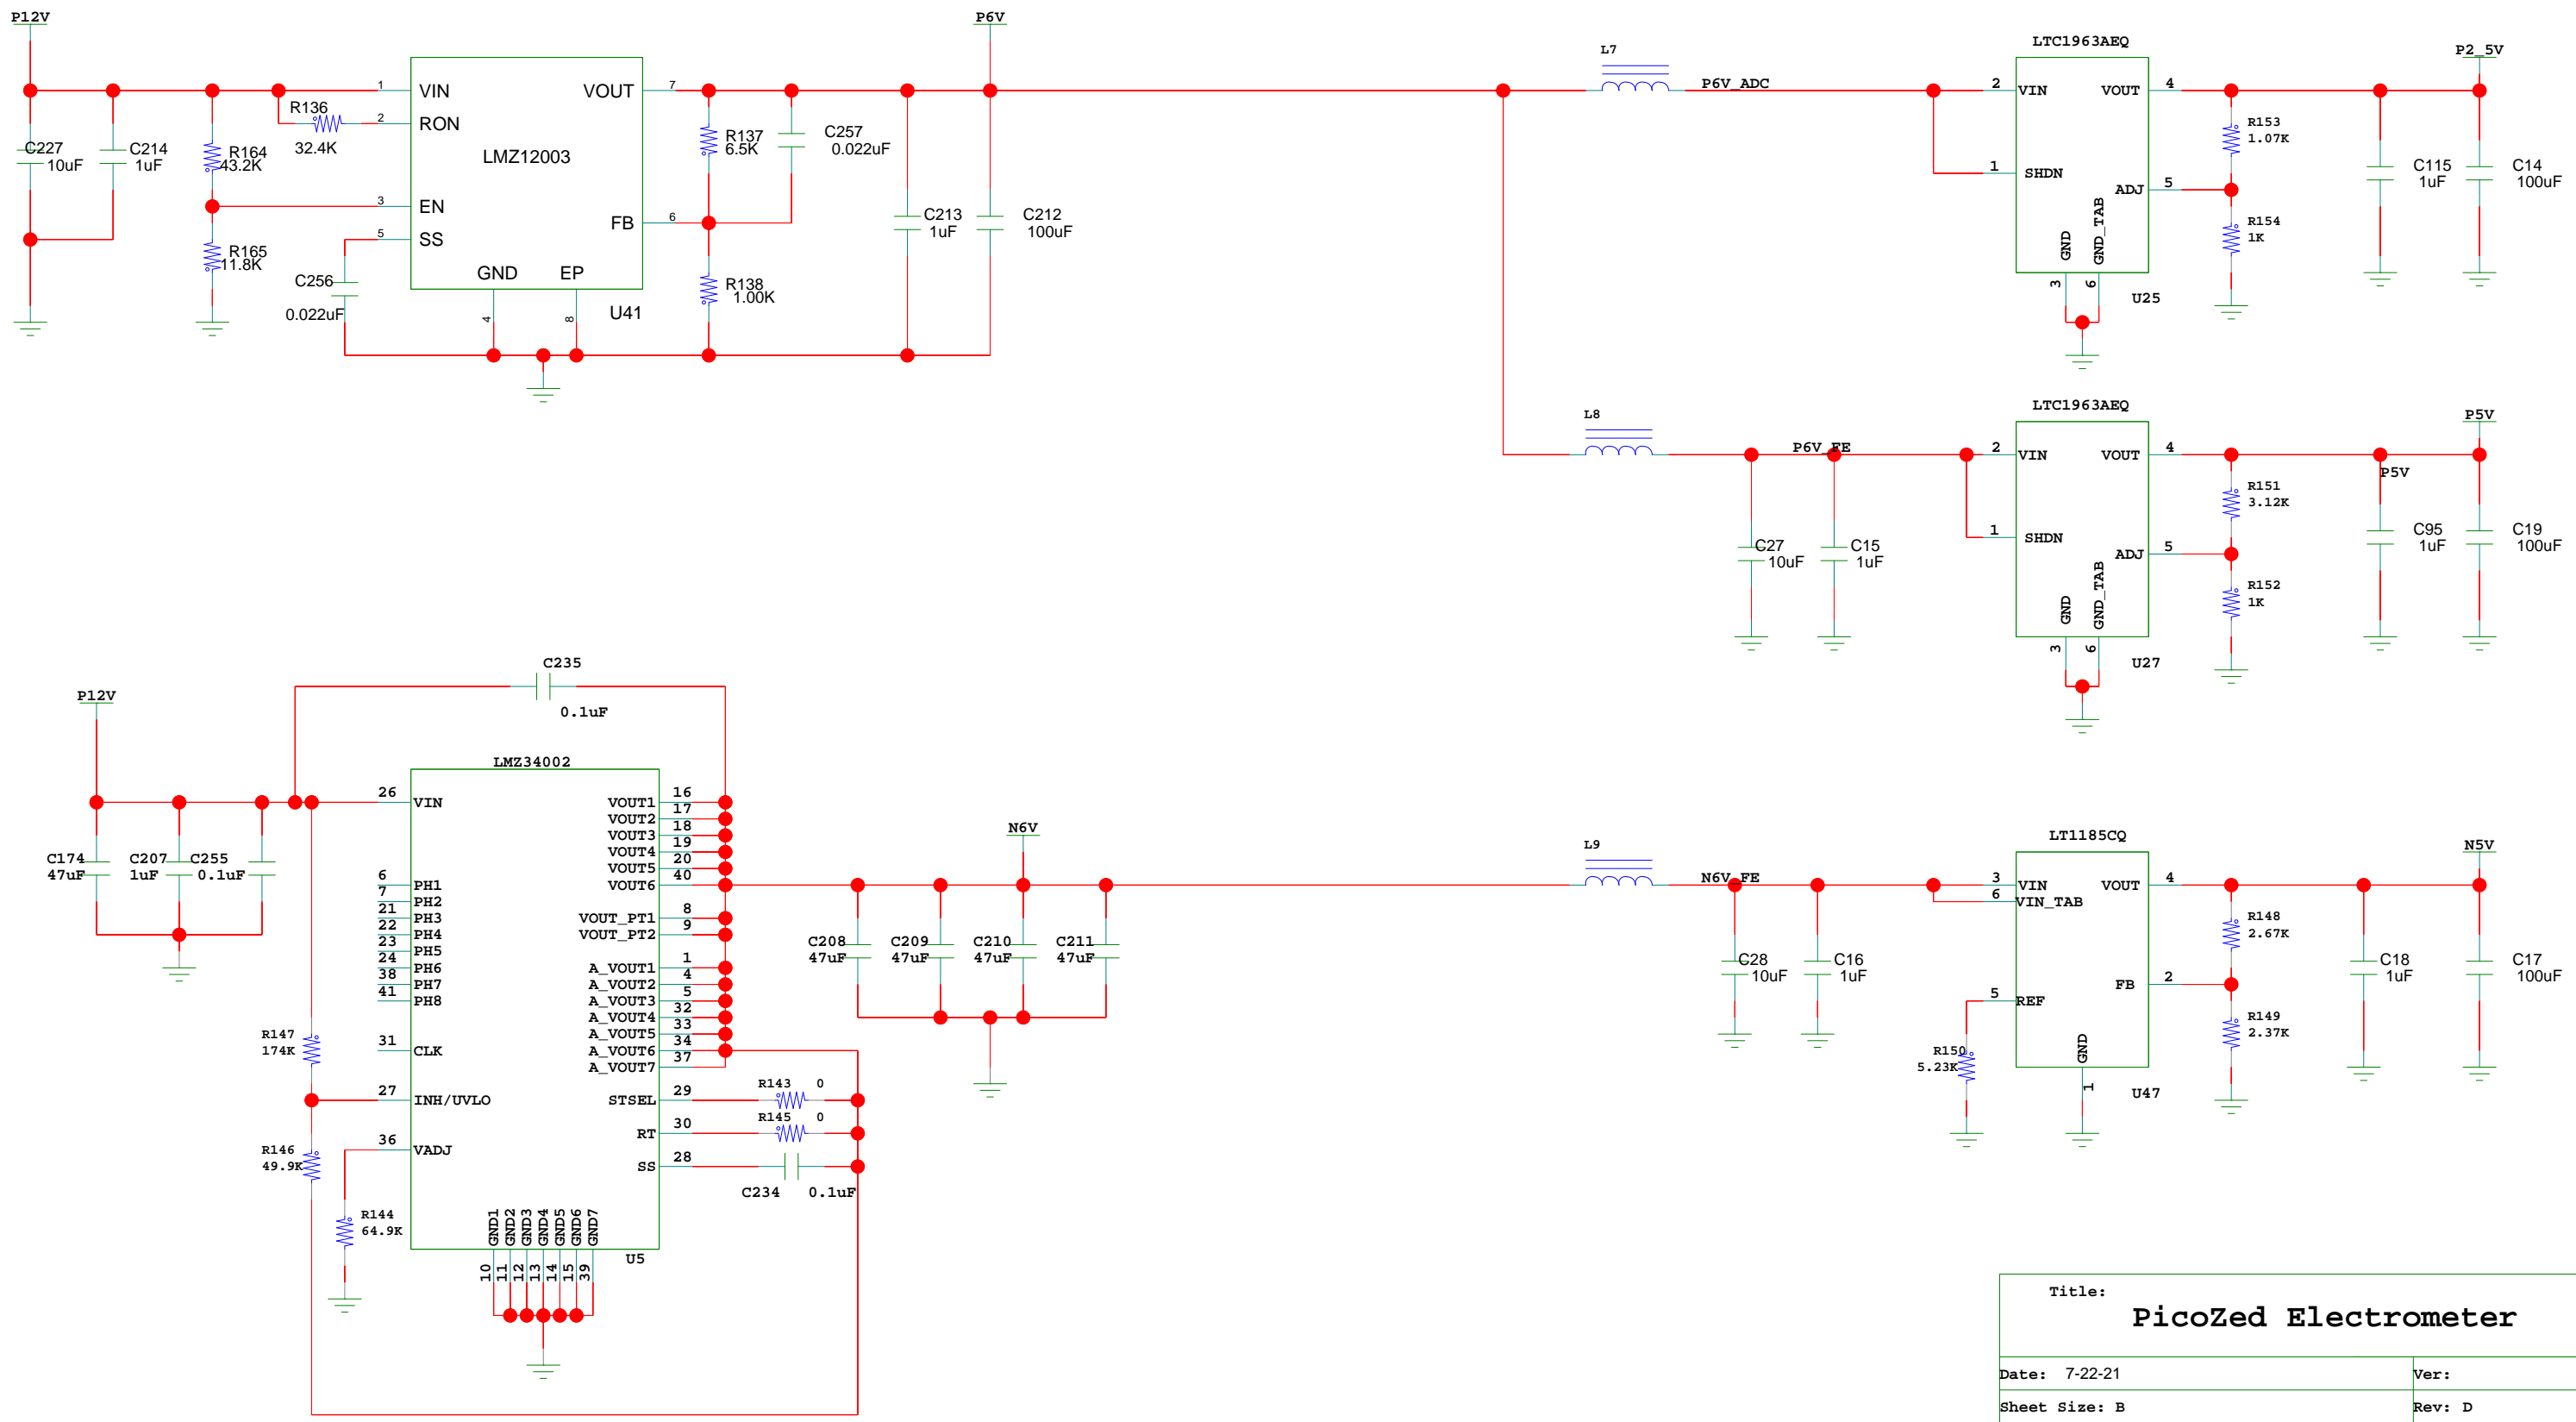 P12V
C227
10uF
C214
1uF
R164
43.2K
R165
11.8K
R136
32.4K
C256
0.022uF
1
2
3
5
VIN
RON
EN
SS
LMZ12003
VOUT
FB
GND
EP
4
8
U41
7
6
R137
6.5K
C257
0.022uF
R138
1.00K
C213
1uF
P6V
C212
100uF
L7
P6V_ADC
LTC1963AEQ
2
VIN
1
SHDN
VOUT
4
ADJ
5
GND
GND_TAB
3
6
U25
R153
1.07K
R154
1K
P2_5V
C115
1uF
C14
100uF
L8
P6V_FE
C27
10uF
C15
1uF
LTC1963AEQ
2
VIN
1
SHDN
VOUT
4
ADJ
5
GND
GND_TAB
3
6
U27
R151
3.12K
R152
1K
P5V
P5V
C95
1uF
C19
100uF
P12V
C235
0.1uF
C174
47uF
C207
1uF
C255
0.1uF
R147
174K
R146
49.9K
R144
64.9K
LMZ34002
26
VIN
6
PH1
7
PH2
21
PH3
22
PH4
23
PH5
24
PH6
38
PH7
41
PH8
31
CLK
27
INH/UVLO
36
VADJ
VOUT1
16
VOUT2
17
VOUT3
18
VOUT4
19
VOUT5
20
VOUT6
40
VOUT_PT1
8
VOUT_PT2
9
A_VOUT1
1
A_VOUT2
4
A_VOUT3
5
A_VOUT4
32
A_VOUT5
33
A_VOUT6
34
A_VOUT7
37
STSEL
29
RT
30
SS
28
GND1
GND2
GND3
GND4
GND5
GND6
GND7
10
11
12
13
14
15
39
U5
R143 0
R145 0
C234 0.1uF
N6V
C208
47uF
C209
47uF
C210
47uF
C211
47uF
L9
N6V_FE
C28
10uF
C16
1uF
R150
5.23K
LT1185CQ
3
VIN
6
VIN_TAB
5
REF
VOUT
4
FB
2
GND
1
U47
R148
2.67K
R149
2.37K
N5V
C18
1uF
C17
100uF
Title:
PicoZed Electrometer
Date: 7-22-21
Ver:
Sheet Size: B
Rev: D